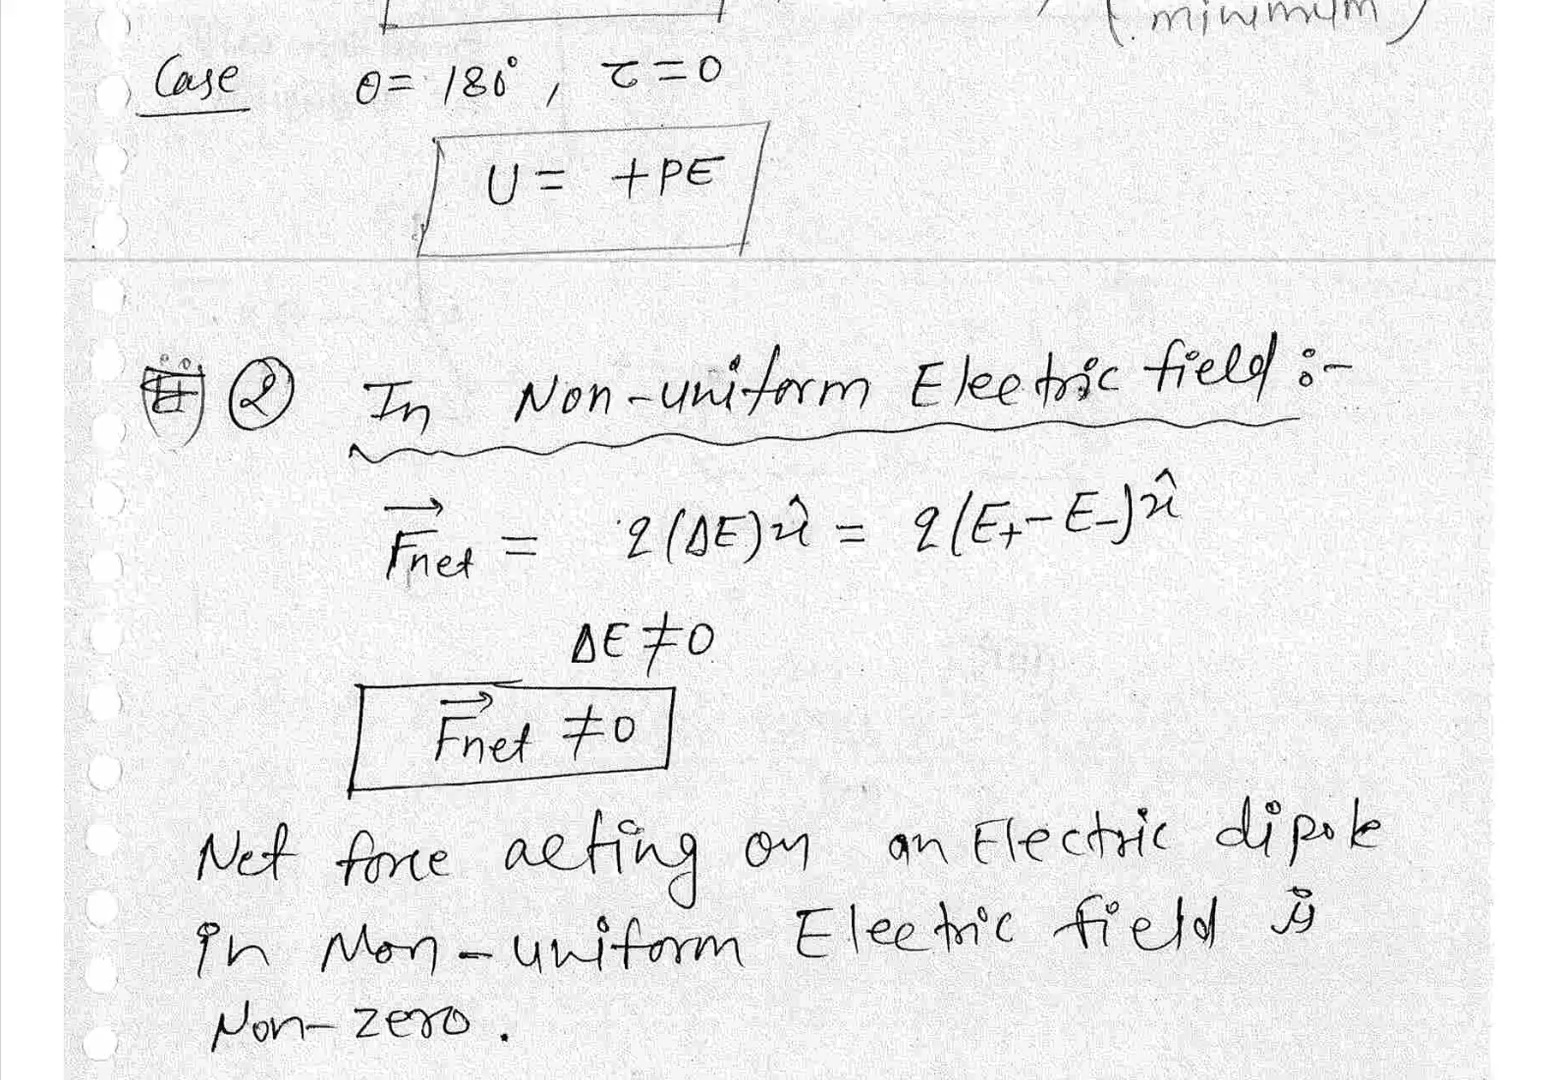 (minimum)
Case θ= 180°, τ=0
U= +PE
② In Non-uniform Electric field :-
F⃗net = q(ΔE)x̂ = q(E+ - E-)x̂
ΔE≠0
F⃗net ≠0
Net force acting on an Electric dipole
in Non-uniform Electric field is
Non-zero.